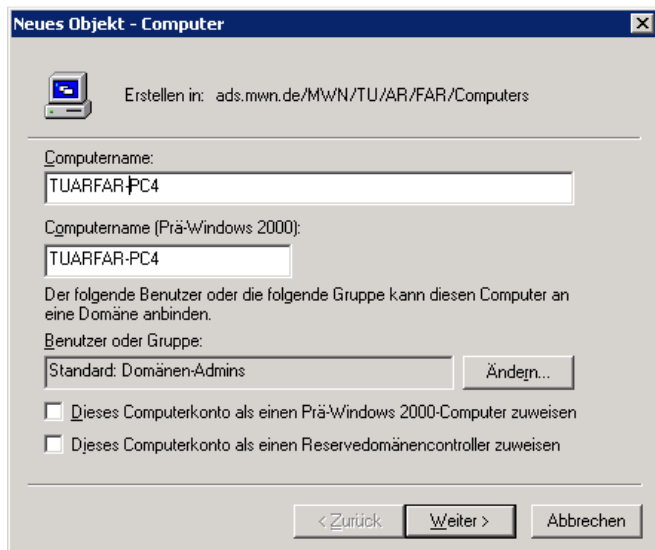 Neues Objekt - Computer
Erstellen in: ads.mwn.de/MWN/TU/AR/FAR/Computers
Computername:
TUARFAR-PC4
Computername (Prä-Windows 2000):
TUARFAR-PC4
Der folgende Benutzer oder die folgende Gruppe kann diesen Computer an
eine Domäne anbinden.
Benutzer oder Gruppe:
Standard: Domänen-Admins
Ändern...
Dieses Computerkonto als einen Prä-Windows 2000-Computer zuweisen
Dieses Computerkonto als einen Reservedomänencontroller zuweisen
< Zurück
Weiter >
Abbrechen